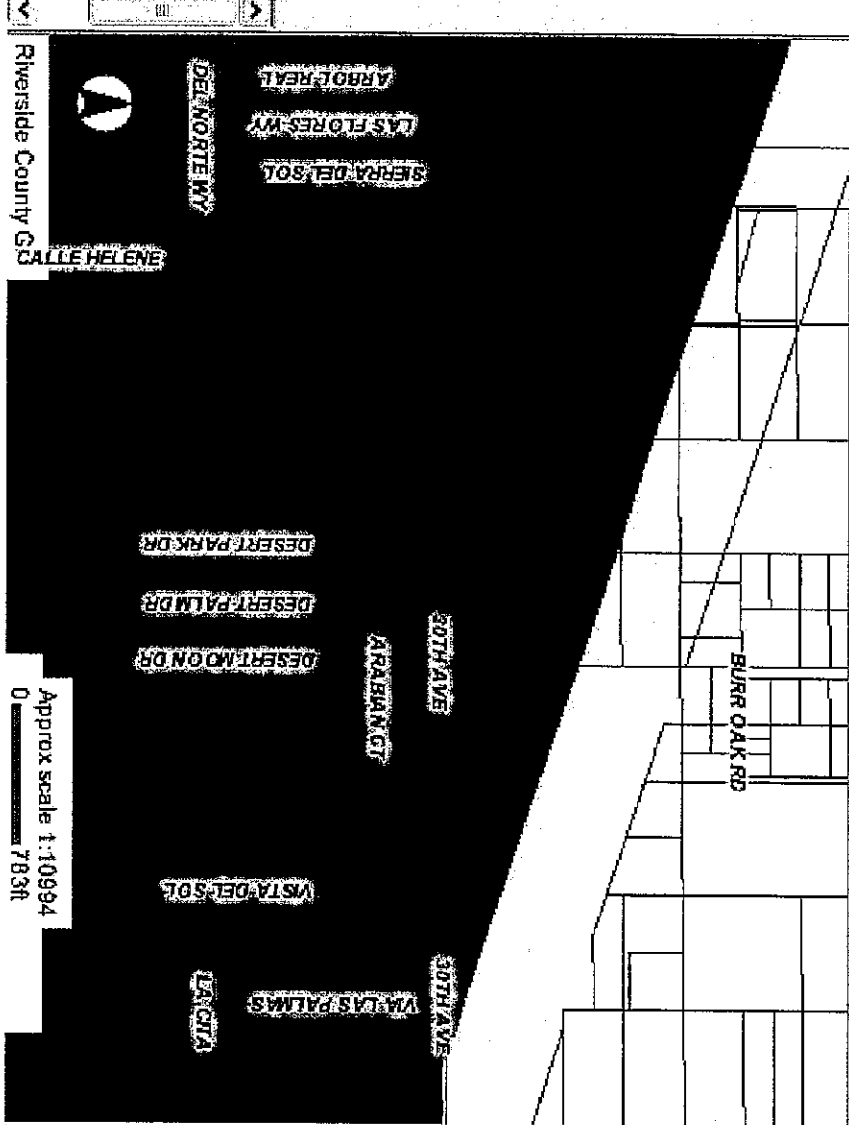 ARBOL REAL
LAS FLORES WY
SIERRA DEL SOL
DEL NORTE WY
Riverside County G
CALLE HELENE
DESERT PARK DR
DESERT PALM DR
DESERT MOON DR
30TH AVE
ARABIAN CT
BURR OAK RD
VISTA DEL SOL
VIA LAS PALMAS
30TH AVE
LA CITA
Approx scale 1:10994
0 783ft